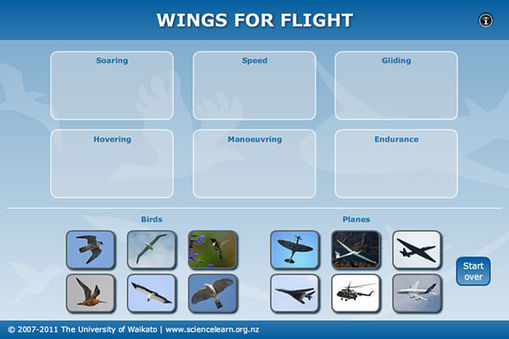 WINGS FOR FLIGHT
i
Soaring
Speed
Gliding
Hovering
Manoeuvring
Endurance
Birds
Planes
Start
over
© 2007-2011 The University of Waikato | www.sciencelearn.org.nz